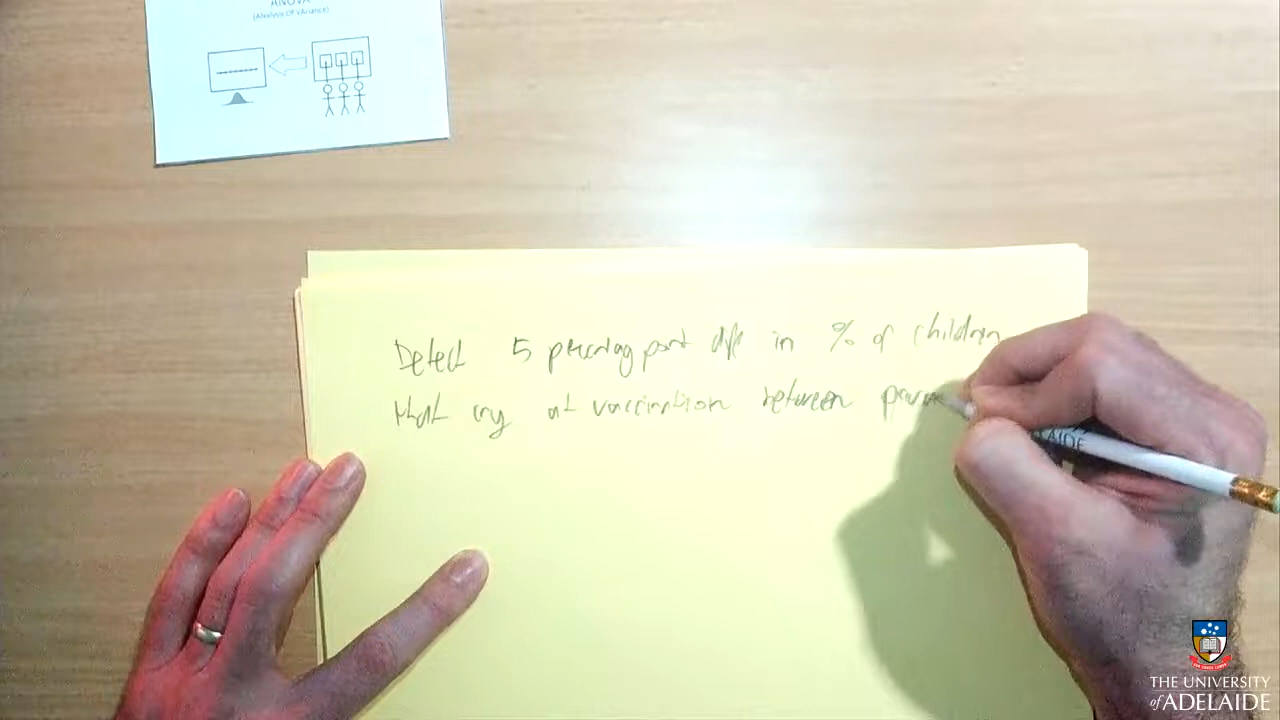 ANOVA
(ANalysis Of VAriance)
Detect 5 percentag point diff in % of children
that cry at vaccination between
THE UNIVERSITY
of ADELAIDE